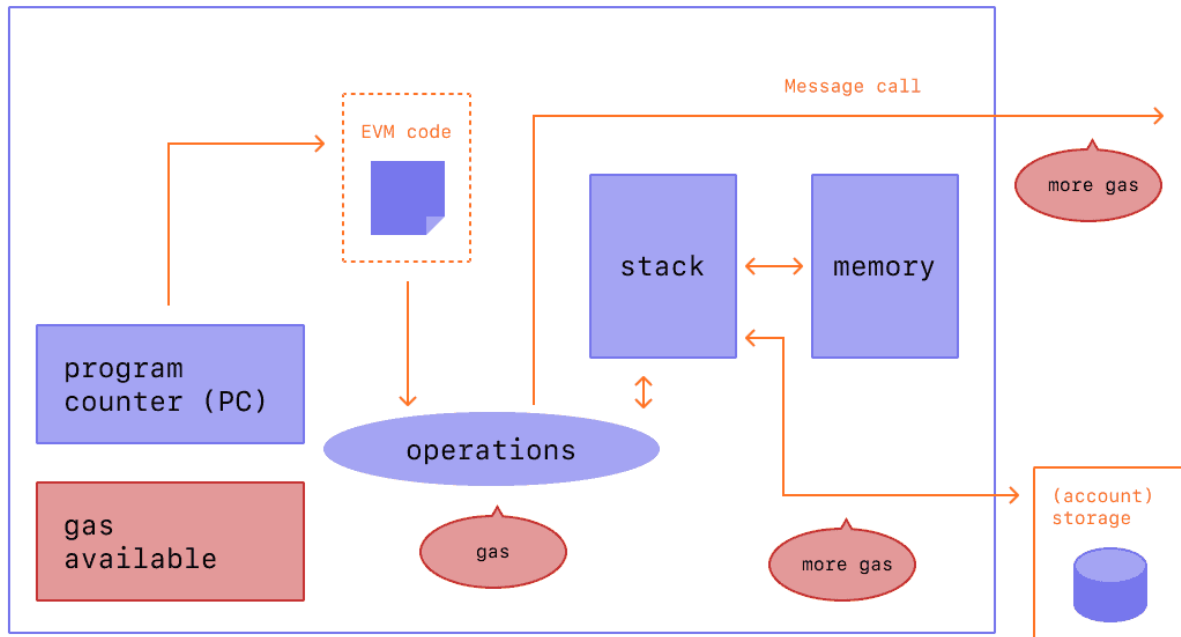 Message call
EVM code
more gas
stack
memory
program
counter (PC)
operations
(account)
storage
gas
available
gas
more gas